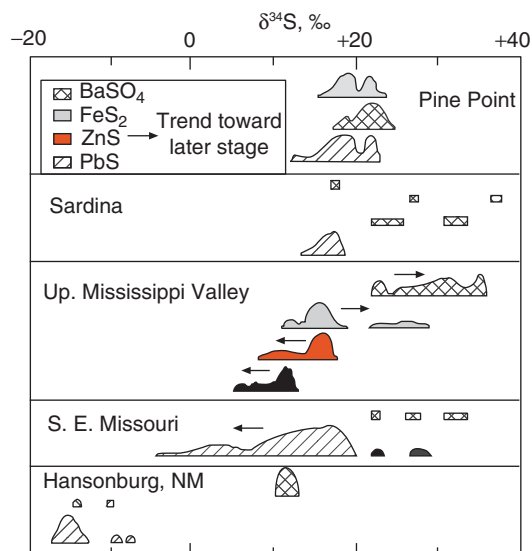 δ³⁴S, ‰
-20 0 +20 +40
BaSO₄
FeS₂
ZnS
PbS
Trend toward
later stage
Pine Point
Sardina
Up. Mississippi Valley
S. E. Missouri
Hansonburg, NM